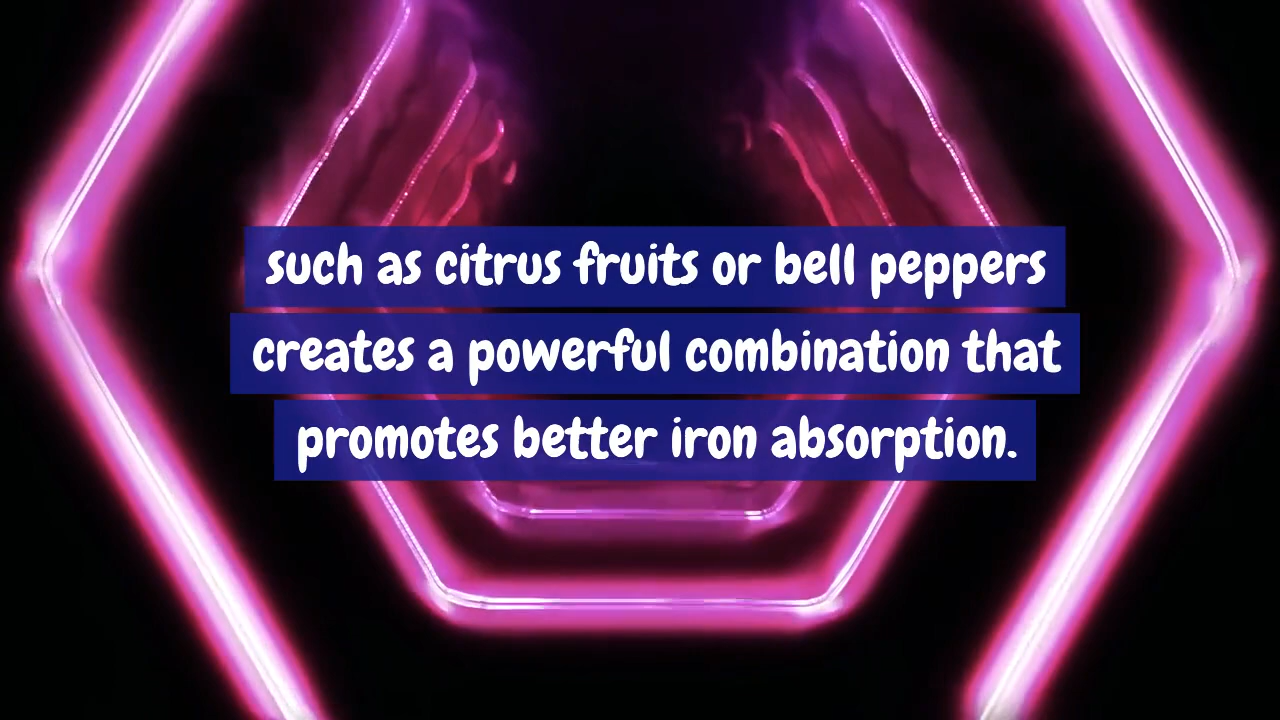 such as citrus fruits or bell peppers
creates a powerful combination that
promotes better iron absorption.